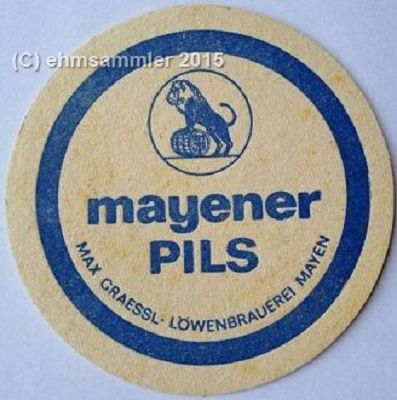 (C) ehmsammler 2015
mayener
PILS
MAX GRAESSL · LÖWENBRAUEREI MAYEN